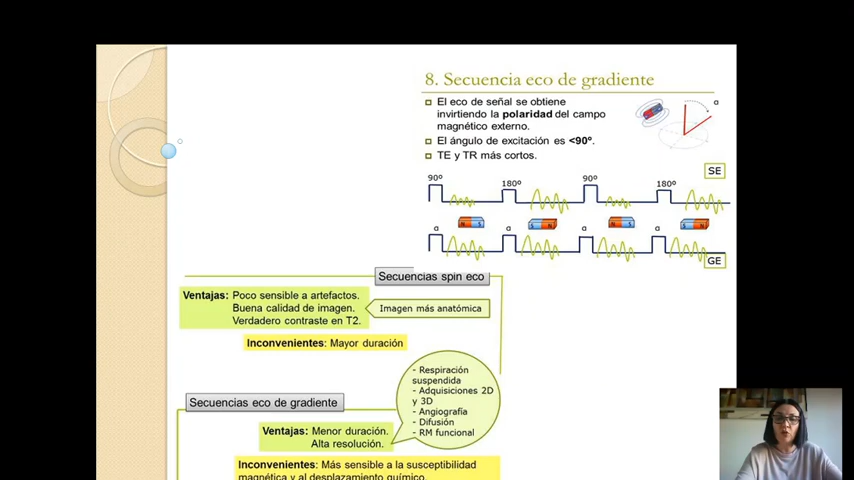 8. Secuencia eco de gradiente
El eco de señal se obtiene
invirtiendo la polaridad del campo
magnético externo.
El ángulo de excitación es <90º.
TE y TR más cortos.
α
SE
90º 180º 90º 180º
N S S N N S S N
α α α α
GE
Secuencias spin eco
Ventajas: Poco sensible a artefactos.
Buena calidad de imagen.
Verdadero contraste en T2.
Imagen más anatómica
Inconvenientes: Mayor duración
- Respiración
suspendida
- Adquisiciones 2D
y 3D
- Angiografía
- Difusión
- RM funcional
Secuencias eco de gradiente
Ventajas: Menor duración.
Alta resolución.
Inconvenientes: Más sensible a la susceptibilidad
magnética y al desplazamiento químico.